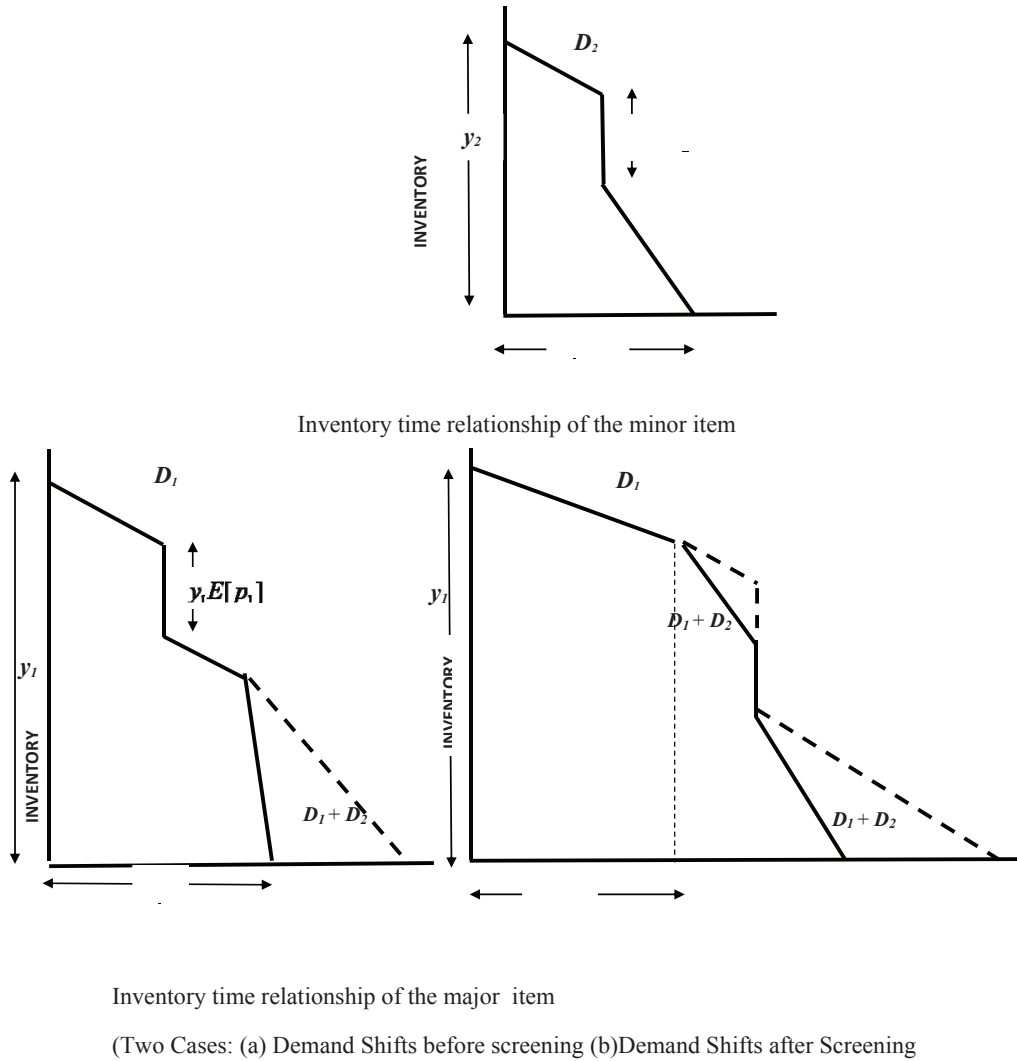 D₂
y₂
INVENTORY
Inventory time relationship of the minor item
D₁
y₁E[p₁]
y₁
INVENTORY
D₁ + D₂
D₁
y₁
D₁ + D₂
INVENTORY
D₁ + D₂
Inventory time relationship of the major item
(Two Cases: (a) Demand Shifts before screening (b)Demand Shifts after Screening